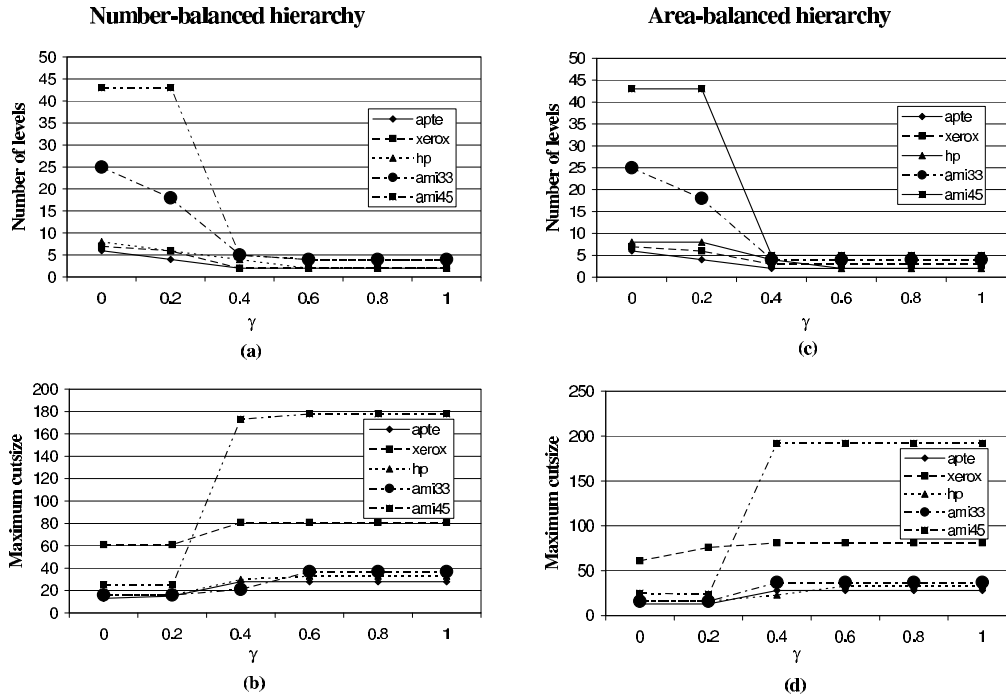 Number-balanced hierarchy
Area-balanced hierarchy
Number of levels
50
45
40
35
30
25
20
15
10
5
0
apte
xerox
hp
ami33
ami45
0 0.2 0.4 0.6 0.8 1
γ
(a)
Number of levels
50
45
40
35
30
25
20
15
10
5
0
apte
xerox
hp
ami33
ami45
0 0.2 0.4 0.6 0.8 1
γ
(c)
Maximum cutsize
200
180
160
140
120
100
80
60
40
20
0
apte
xerox
hp
ami33
ami45
0 0.2 0.4 0.6 0.8 1
γ
(b)
Maximum cutsize
250
200
150
100
50
0
apte
xerox
hp
ami33
ami45
0 0.2 0.4 0.6 0.8 1
γ
(d)